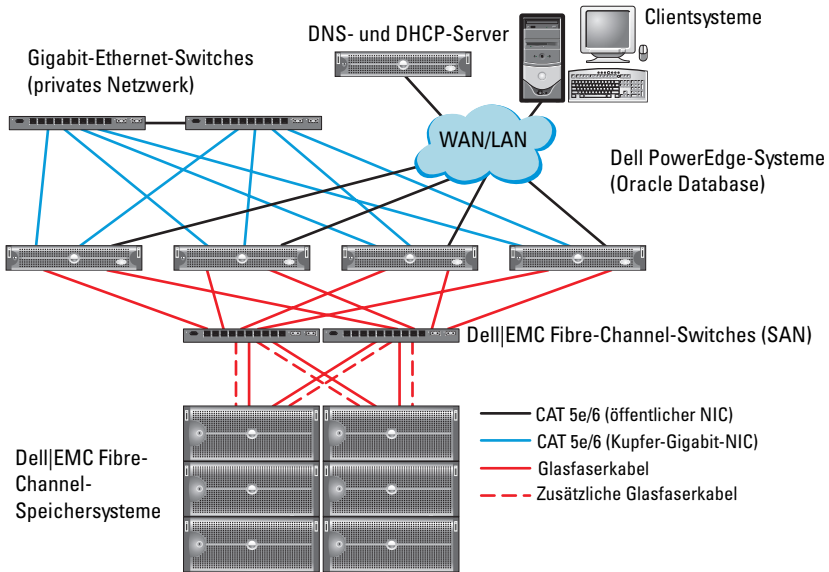 DNS- und DHCP-Server
Clientsysteme
Gigabit-Ethernet-Switches
(privates Netzwerk)
WAN/LAN
Dell PowerEdge-Systeme
(Oracle Database)
Dell|EMC Fibre-Channel-Switches (SAN)
Dell|EMC Fibre-
Channel-
Speichersysteme
CAT 5e/6 (öffentlicher NIC)
CAT 5e/6 (Kupfer-Gigabit-NIC)
Glasfaserkabel
Zusätzliche Glasfaserkabel